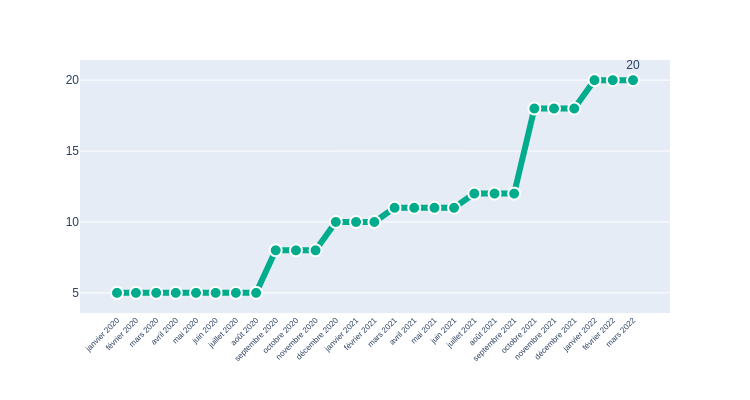 20
20
15
10
5
janvier 2020
février 2020
mars 2020
avril 2020
mai 2020
juin 2020
juillet 2020
août 2020
septembre 2020
octobre 2020
novembre 2020
décembre 2020
janvier 2021
février 2021
mars 2021
avril 2021
mai 2021
juin 2021
juillet 2021
août 2021
septembre 2021
octobre 2021
novembre 2021
décembre 2021
janvier 2022
février 2022
mars 2022